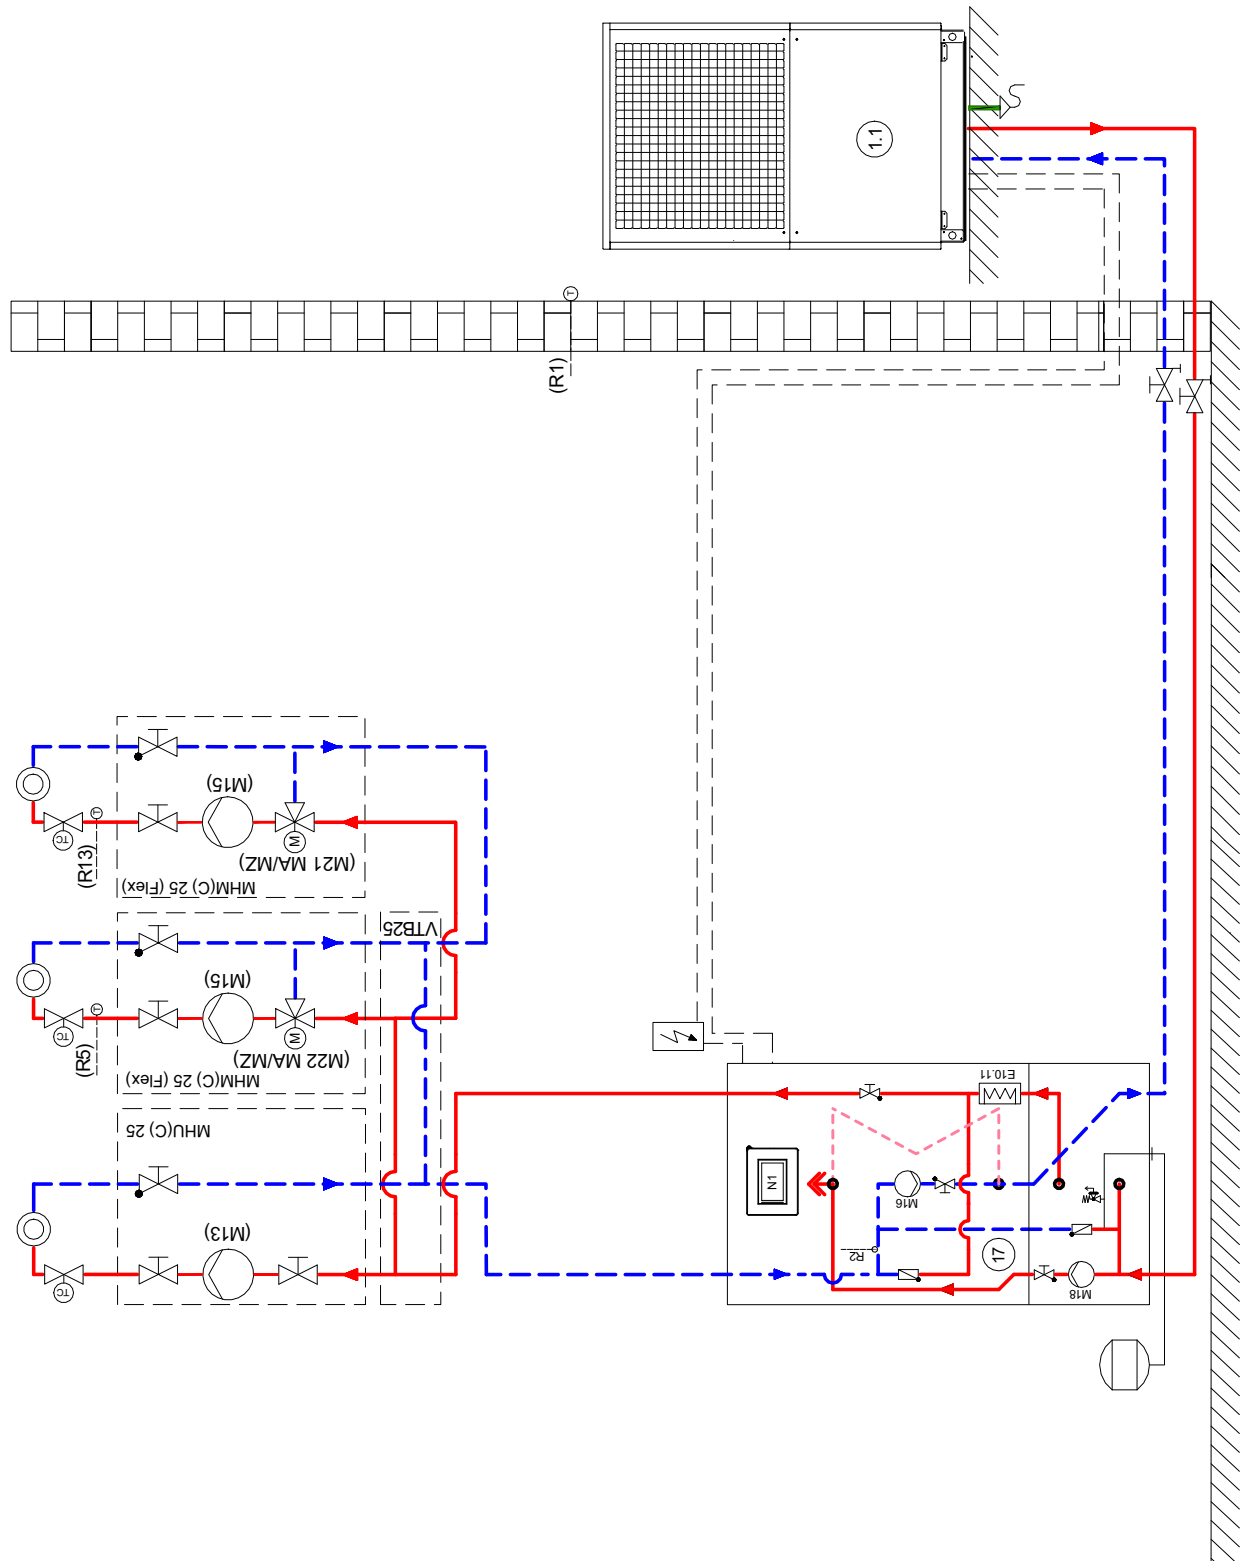 1.1
(R1)
(M15)
TC
T
(R13)
M
(M21 MA/MZ)
MHM(C) 25 (Flex)
VTB25
(M15)
TC
T
(R5)
M
(M22 MA/MZ)
MHM(C) 25 (Flex)
MHU(C) 25
(M13)
TC
T
E10.11
N1
M16
R2
17
M18